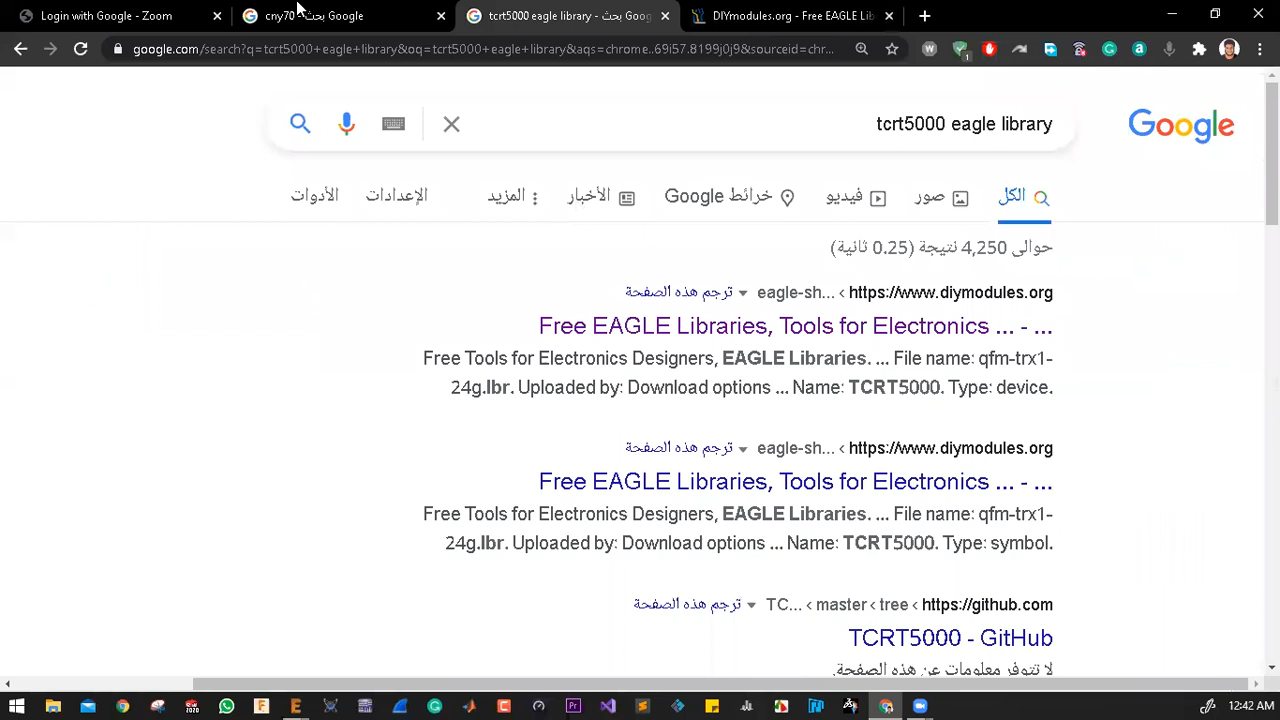 Login with Google - Zoom
cny70 - بحث Google
tcrt5000 eagle library - بحث Goog
DIYmodules.org - Free EAGLE Lib
google.com/search?q=tcrt5000+eagle+library&oq=tcrt5000+eagle+library&aqs=chrome..69i57.8199j0j9&sourceid=chr...
1
tcrt5000 eagle library
Google
الكل
صور
فيديو
خرائط Google
الأخبار
المزيد
الإعدادات
الأدوات
حوالى 4,250 نتيجة (0.25 ثانية)
https://www.diymodules.org › eagle-sh... ترجم هذه الصفحة
Free EAGLE Libraries, Tools for Electronics ... - ...
Free Tools for Electronics Designers, EAGLE Libraries. ... File name: qfm-trx1-
24g.lbr. Uploaded by: Download options ... Name: TCRT5000. Type: device.
https://www.diymodules.org › eagle-sh... ترجم هذه الصفحة
Free EAGLE Libraries, Tools for Electronics ... - ...
Free Tools for Electronics Designers, EAGLE Libraries. ... File name: qfm-trx1-
24g.lbr. Uploaded by: Download options ... Name: TCRT5000. Type: symbol.
https://github.com › tree › master › TC... ترجم هذه الصفحة
TCRT5000 - GitHub
لا تتوفر معلومات عن هذه الصفحة.
12:42 AM